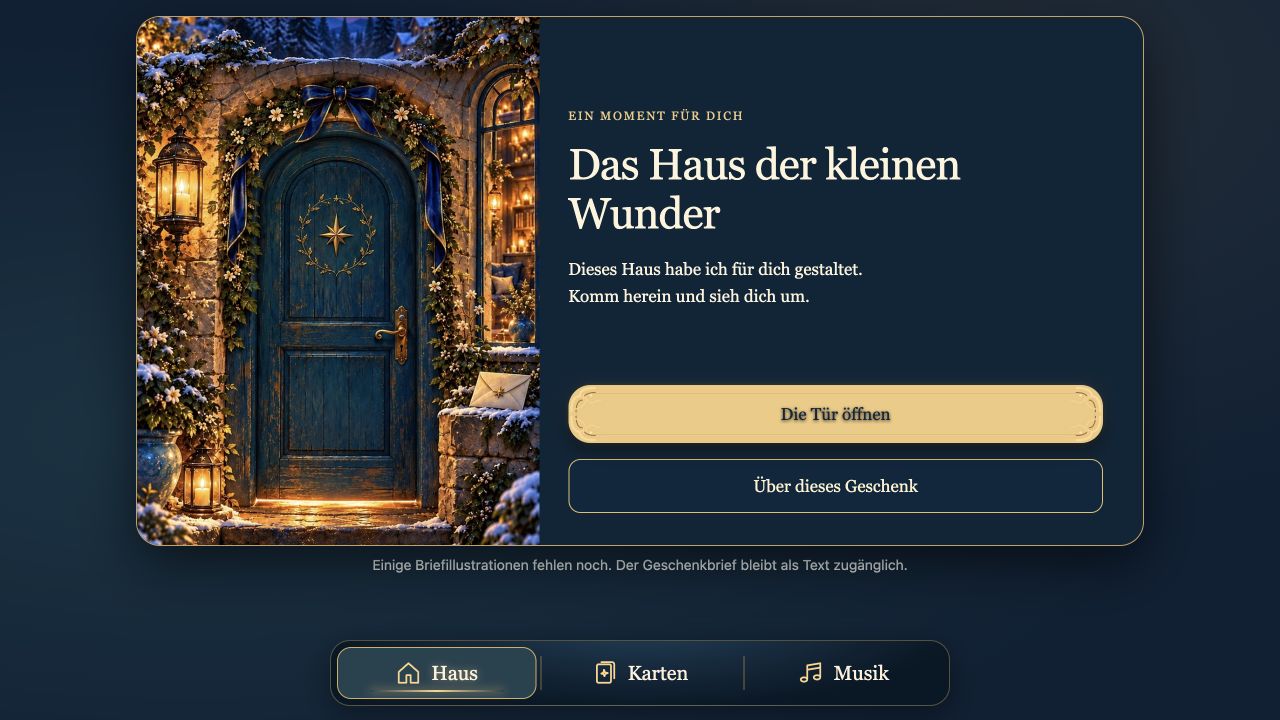 EIN MOMENT FÜR DICH
Das Haus der kleinen
Wunder
Dieses Haus habe ich für dich gestaltet.
Komm herein und sieh dich um.
Die Tür öffnen
Über dieses Geschenk
Einige Briefillustrationen fehlen noch. Der Geschenkbrief bleibt als Text zugänglich.
Haus
Karten
Musik